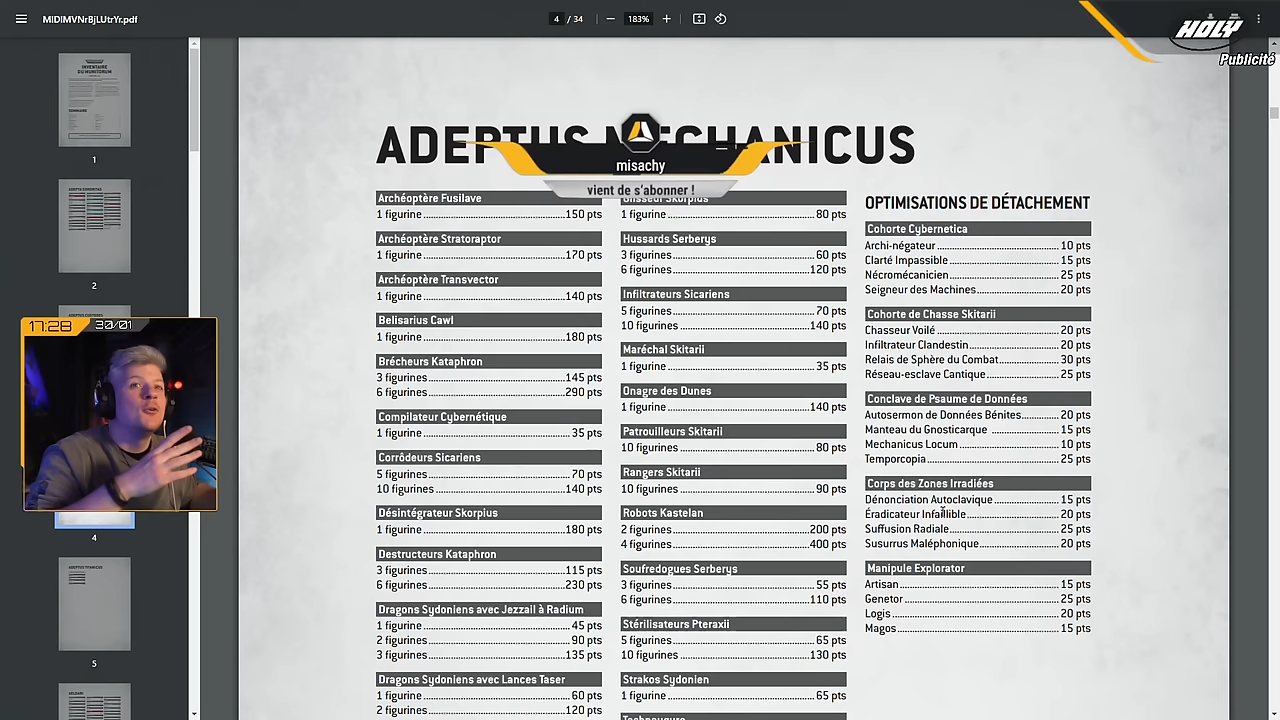 MIDIMVNrBjLUtrYr.pdf
4 / 34
183%
HOLY
Publicité
1
2
17:28
30/01
4
5
ADEPTUS MECHANICUS
misachy
vient de s'abonner !
Archéoptère Fusilave
1 figurine 150 pts
Archéoptère Stratoraptor
1 figurine 170 pts
Archéoptère Transvector
1 figurine 140 pts
Belisarius Cawl
1 figurine 180 pts
Brécheurs Kataphron
3 figurines 145 pts
6 figurines 290 pts
Compilateur Cybernétique
1 figurine 35 pts
Corrôdeurs Sicariens
5 figurines 70 pts
10 figurines 140 pts
Désintégrateur Skorpius
1 figurine 180 pts
Destructeurs Kataphron
3 figurines 115 pts
6 figurines 230 pts
Dragons Sydoniens avec Jezzail à Radium
1 figurine 45 pts
2 figurines 90 pts
3 figurines 135 pts
Dragons Sydoniens avec Lances Taser
1 figurine 60 pts
2 figurines 120 pts
Glisseur Skorpius
1 figurine 80 pts
Hussards Serberys
3 figurines 60 pts
6 figurines 120 pts
Infiltrateurs Sicariens
5 figurines 70 pts
10 figurines 140 pts
Maréchal Skitarii
1 figurine 35 pts
Onagre des Dunes
1 figurine 140 pts
Patrouilleurs Skitarii
10 figurines 80 pts
Rangers Skitarii
10 figurines 90 pts
Robots Kastelan
2 figurines 200 pts
4 figurines 400 pts
Soufredogues Serberys
3 figurines 55 pts
6 figurines 110 pts
Stérilisateurs Pteraxii
5 figurines 65 pts
10 figurines 130 pts
Strakos Sydonien
1 figurine 65 pts
OPTIMISATIONS DE DÉTACHEMENT
Cohorte Cybernetica
Archi-négateur 10 pts
Clarté Impassible 15 pts
Nécromécanicien 25 pts
Seigneur des Machines 20 pts
Cohorte de Chasse Skitarii
Chasseur Voilé 20 pts
Infiltrateur Clandestin 20 pts
Relais de Sphère du Combat 30 pts
Réseau-esclave Cantique 25 pts
Conclave de Psaume de Données
Autosermon de Données Bénites 20 pts
Manteau du Gnosticarque 15 pts
Mechanicus Locum 10 pts
Temporcopia 25 pts
Corps des Zones Irradiées
Dénonciation Autoclavique 15 pts
Éradicateur Infaillible 20 pts
Suffusion Radiale 25 pts
Susurrus Maléphonique 20 pts
Manipule Explorator
Artisan 15 pts
Genetor 25 pts
Logis 20 pts
Magos 15 pts